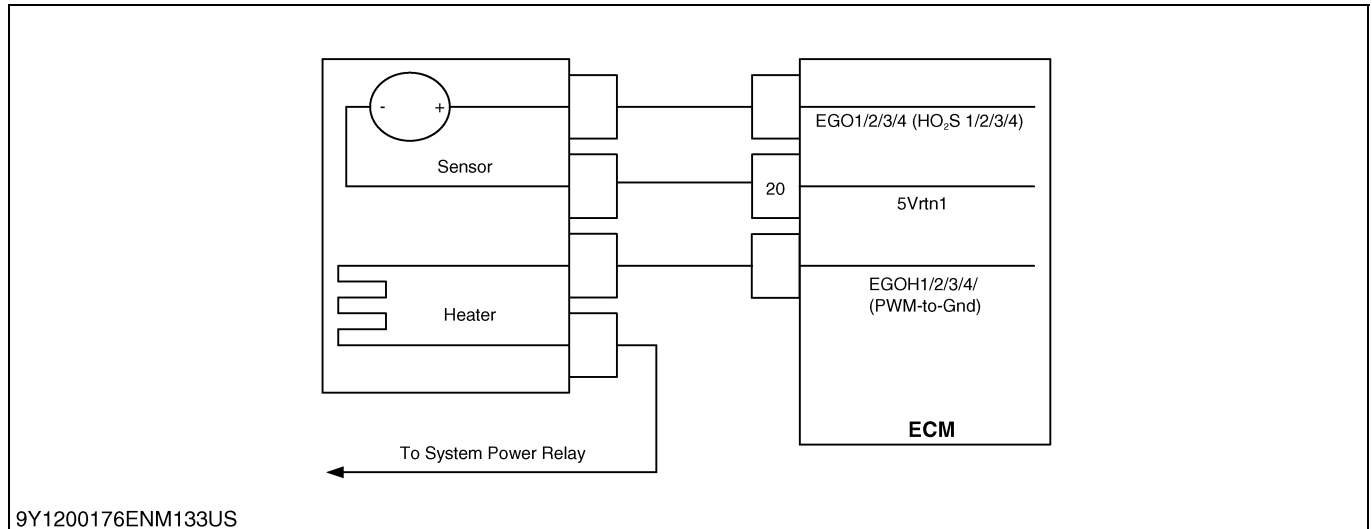 - +
EGO1/2/3/4 (HO₂S 1/2/3/4)
Sensor
20
5Vrtn1
EGOH1/2/3/4/
(PWM-to-Gnd)
Heater
ECM
To System Power Relay
9Y1200176ENM133US